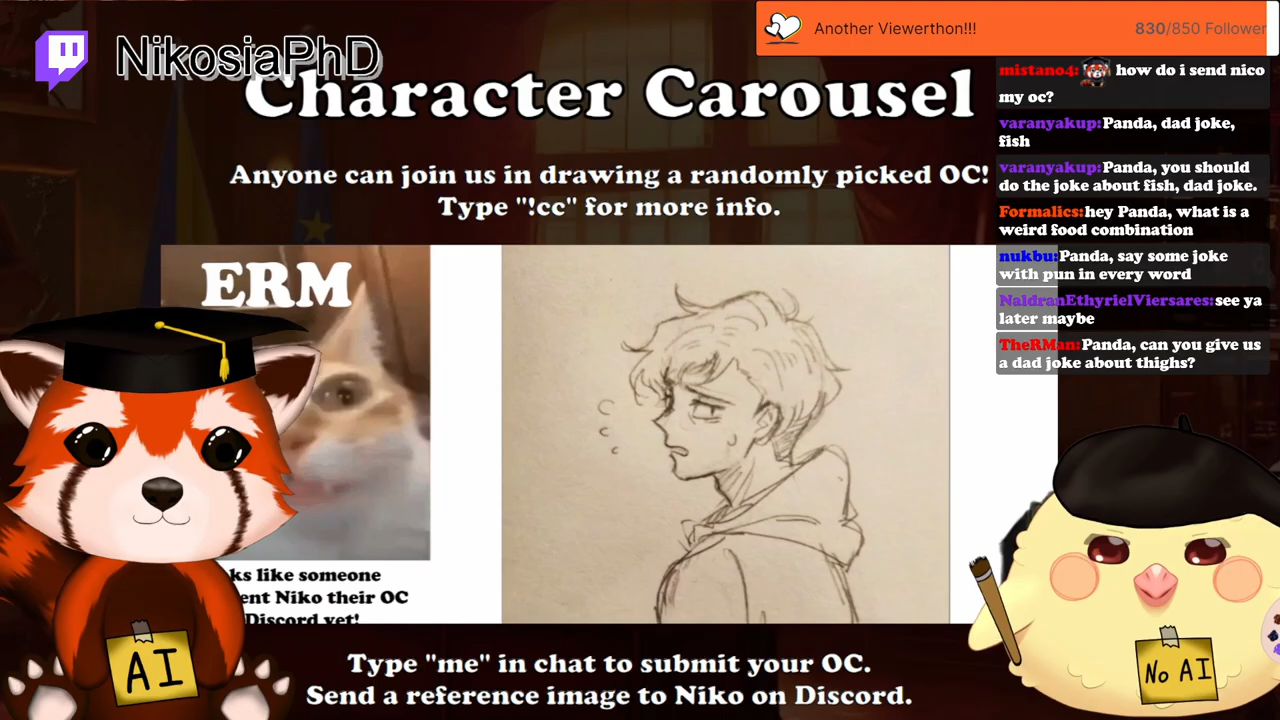 NikosiaPhD
Another Viewerthon!!!
830/850 Follower
Character Carousel
Anyone can join us in drawing a randomly picked OC!
Type "!cc" for more info.
mistano4: how do i send nico
my oc?
varanyakup:Panda, dad joke,
fish
varanyakup:Panda, you should
do the joke about fish, dad joke.
Formalics:hey Panda, what is a
weird food combination
nukbu:Panda, say some joke
with pun in every word
NaldranEthyrielViersares:see ya
later maybe
TheRMan:Panda, can you give us
a dad joke about thighs?
ERM
ks like someone
ent Niko their OC
Discord yet!
AI
No AI
Type "me" in chat to submit your OC.
Send a reference image to Niko on Discord.